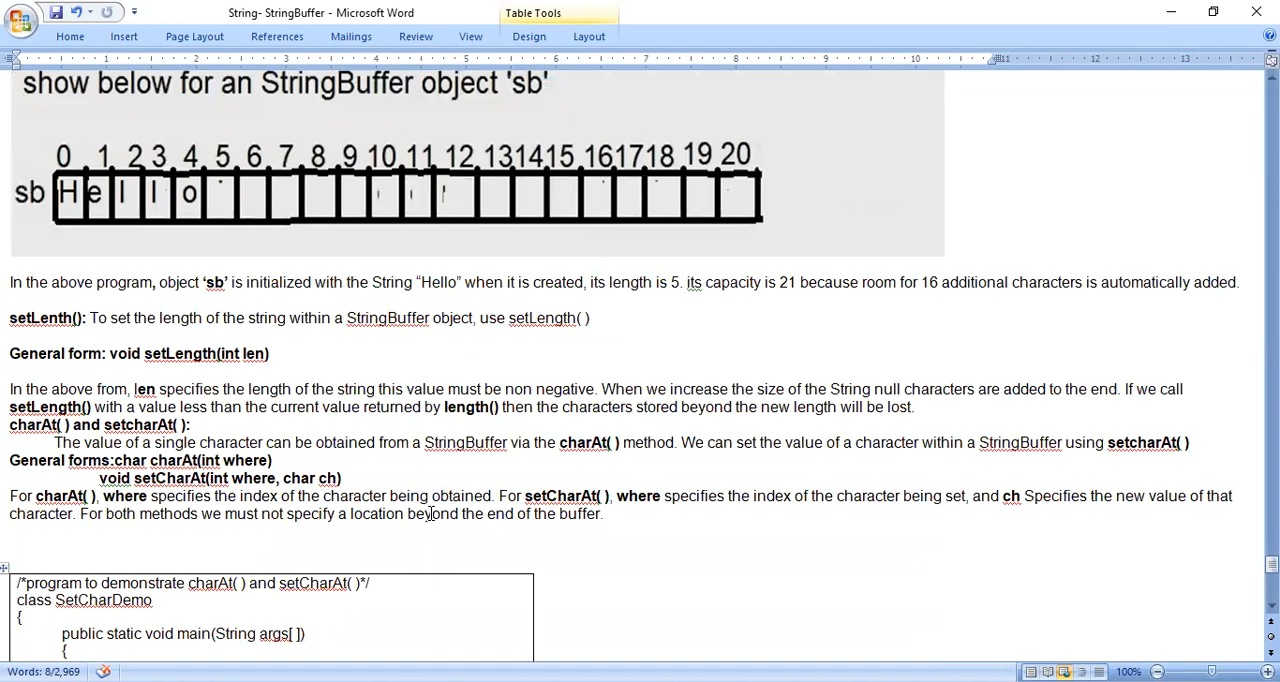 String- StringBuffer - Microsoft Word
Table Tools
Home Insert Page Layout References Mailings Review View Design Layout
1 2 3 4 5 6 7 8 9 10 11 12 13
show below for an StringBuffer object 'sb'
0 1 2 3 4 5 6 7 8 9 10 11 12 13 14 15 16 17 18 19 20
sb H e l l o
In the above program, object ‘sb’ is initialized with the String “Hello” when it is created, its length is 5. its capacity is 21 because room for 16 additional characters is automatically added.
setLenth(): To set the length of the string within a StringBuffer object, use setLength( )
General form: void setLength(int len)
In the above from, len specifies the length of the string this value must be non negative. When we increase the size of the String null characters are added to the end. If we call
setLength() with a value less than the current value returned by length() then the characters stored beyond the new length will be lost.
charAt( ) and setcharAt( ):
The value of a single character can be obtained from a StringBuffer via the charAt( ) method. We can set the value of a character within a StringBuffer using setcharAt( )
General forms:char charAt(int where)
void setCharAt(int where, char ch)
For charAt( ), where specifies the index of the character being obtained. For setCharAt( ), where specifies the index of the character being set, and ch Specifies the new value of that
character. For both methods we must not specify a location beyond the end of the buffer.
/*program to demonstrate charAt( ) and setCharAt( )*/
class SetCharDemo
{
public static void main(String args[ ])
{
Words: 8/2,969 100%